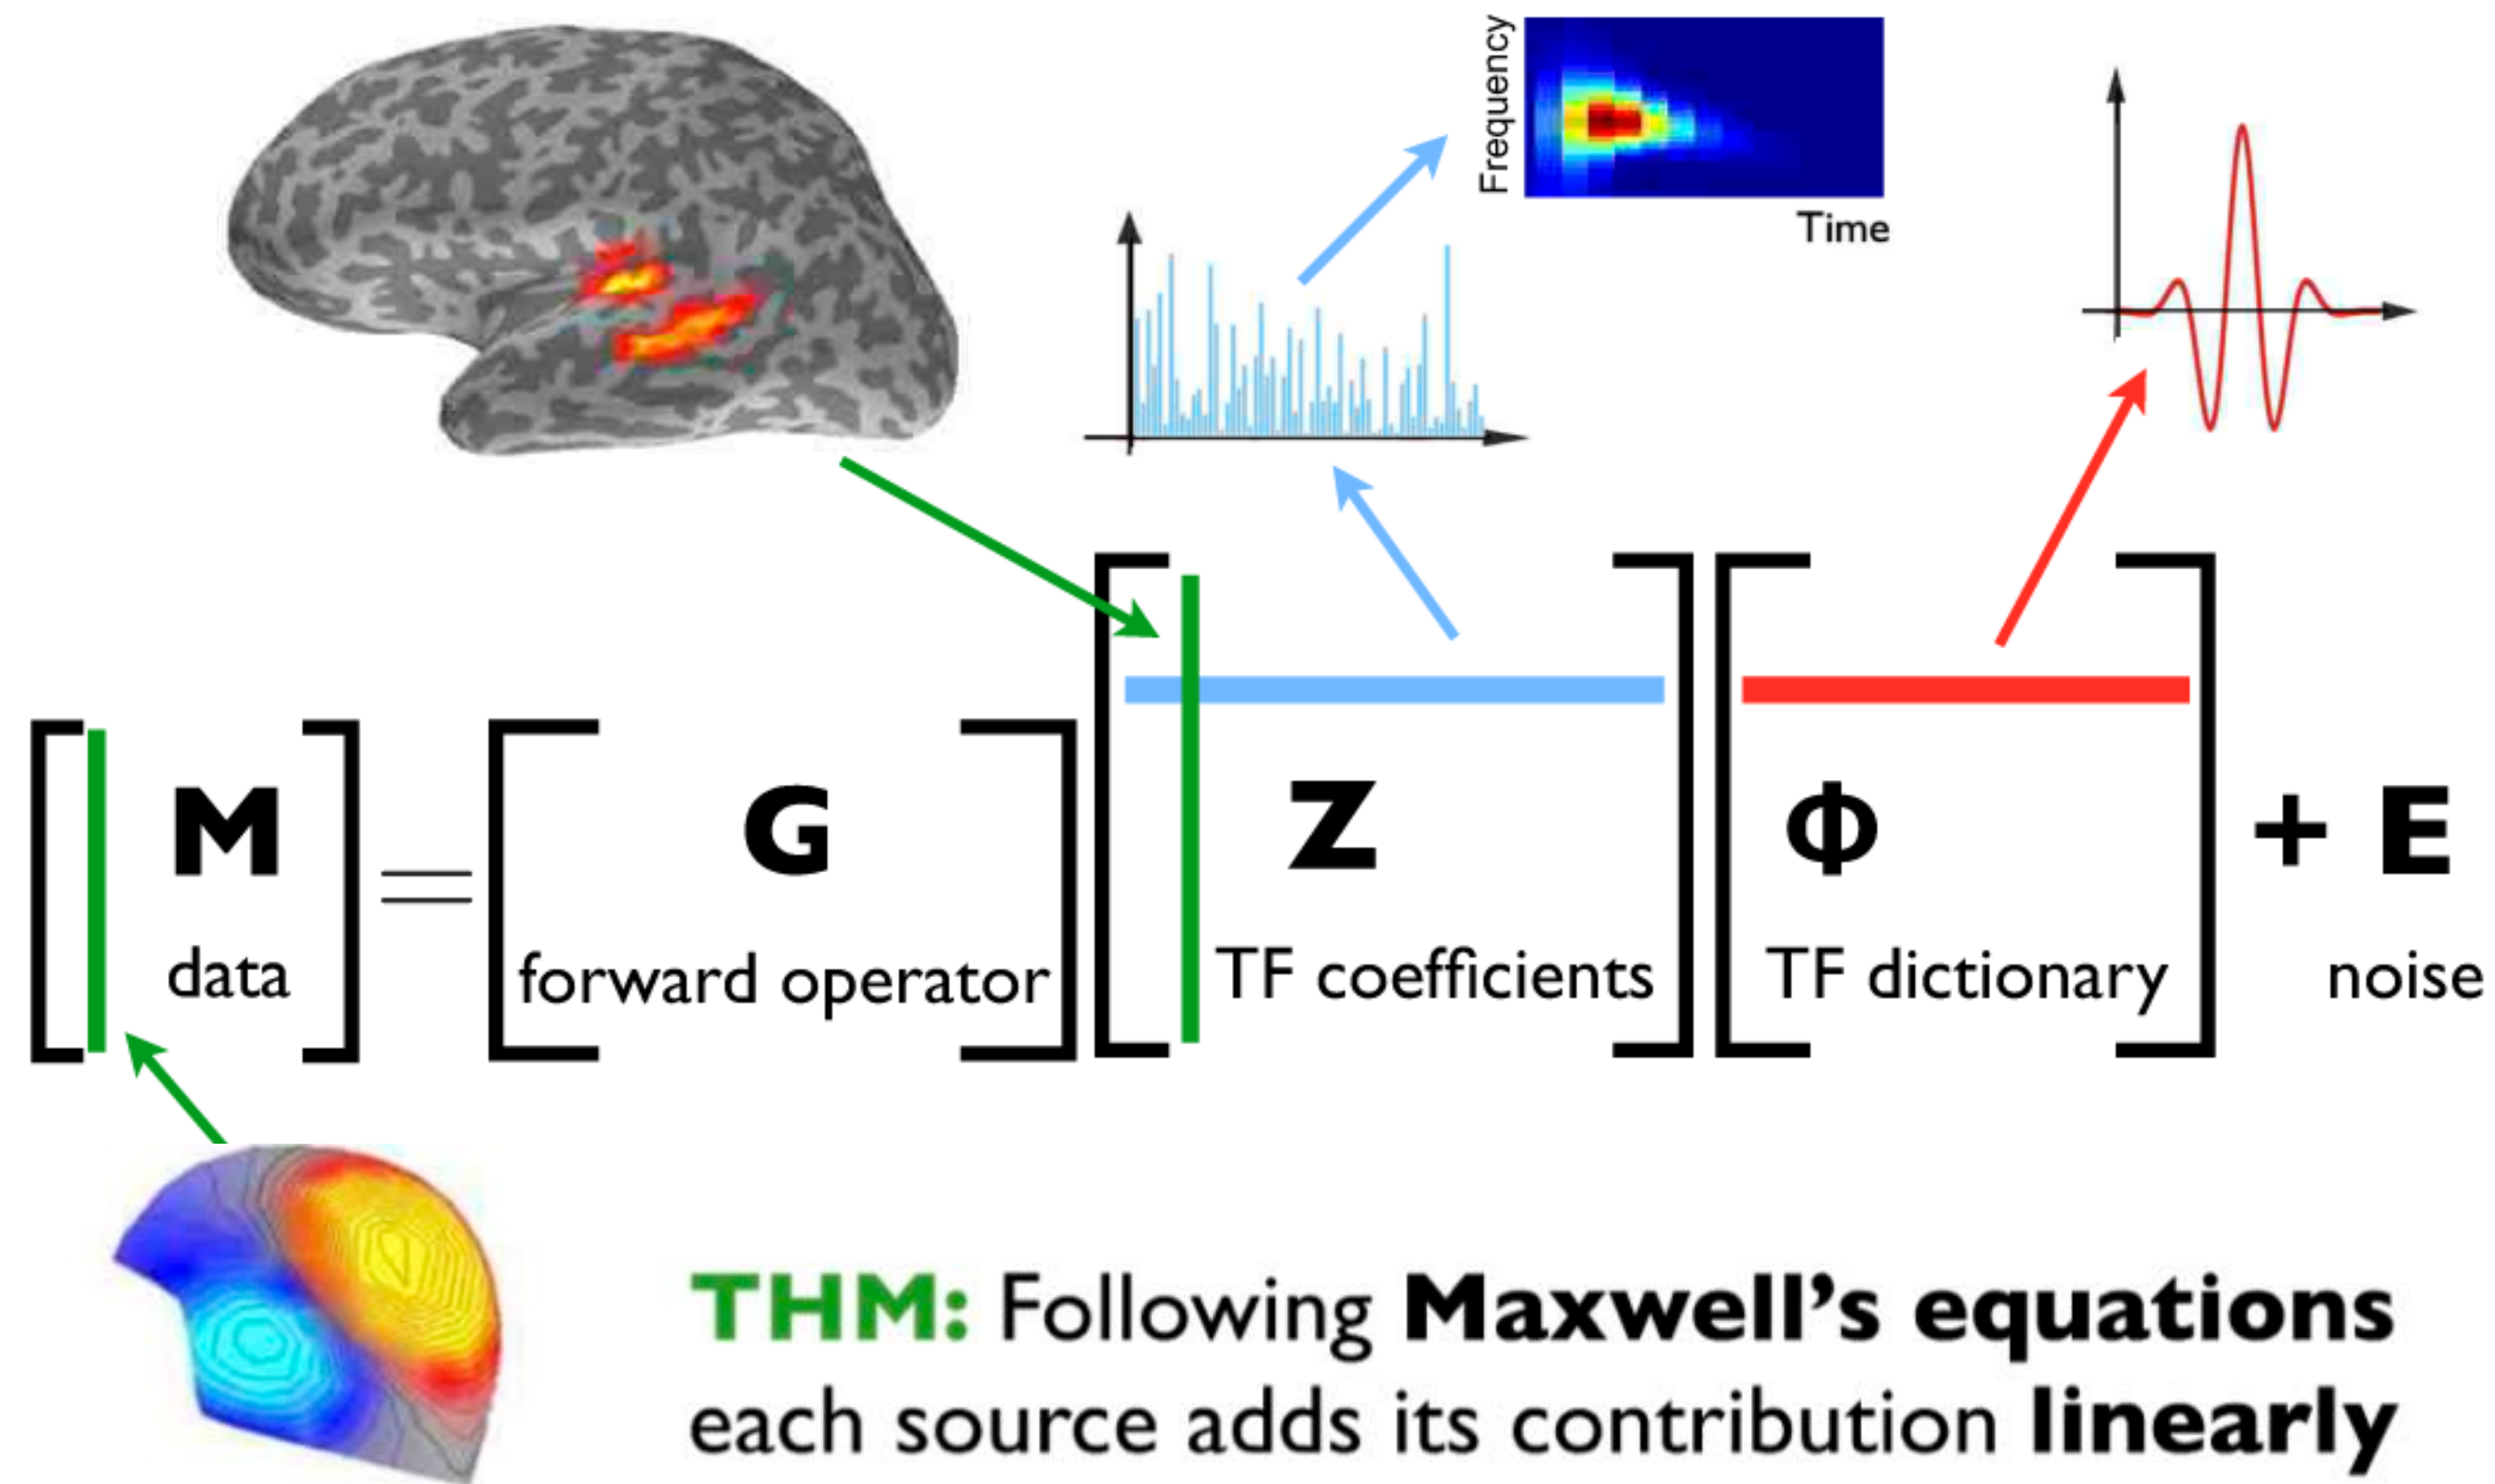 Frequency
Time
M = G Z Φ + E
data forward operator TF coefficients TF dictionary noise
THM: Following Maxwell’s equations
each source adds its contribution linearly